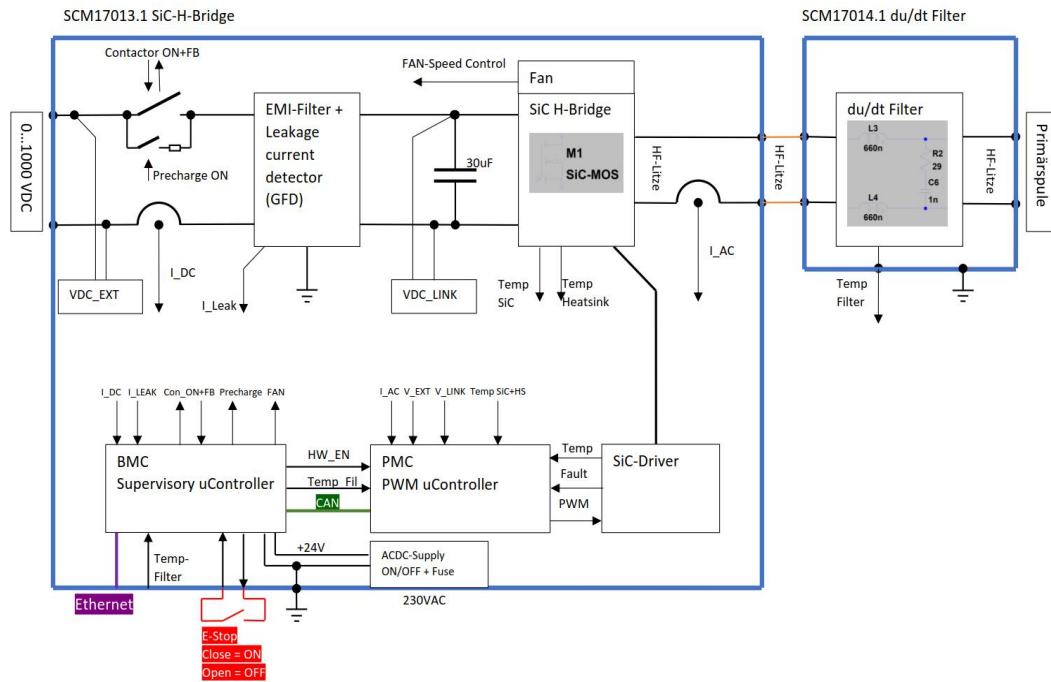 SCM17013.1 SiC-H-Bridge
SCM17014.1 du/dt Filter
Contactor ON+FB
FAN-Speed Control
Fan
0...1000 VDC
EMI-Filter +
Leakage
current
detector
(GFD)
SiC H-Bridge
M1
SiC-MOS
30uF
HF-Litze
HF-Litze
du/dt Filter
L3
660n
R2
29
C6
1n
L4
660n
HF-Litze
Primärspule
Precharge ON
VDC_EXT
I_DC
I_Leak
VDC_LINK
Temp
SiC
Temp
Heatsink
I_AC
Temp
Filter
I_DC
I_LEAK
Con_ON+FB
Precharge
FAN
I_AC
V_EXT
V_LINK
Temp SiC+HS
BMC
Supervisory uController
HW_EN
Temp_Fil
CAN
PMC
PWM uController
Temp
Fault
PWM
SiC-Driver
+24V
ACDC-Supply
ON/OFF + Fuse
230VAC
Temp-
Filter
Ethernet
E-Stop
Close = ON
Open = OFF